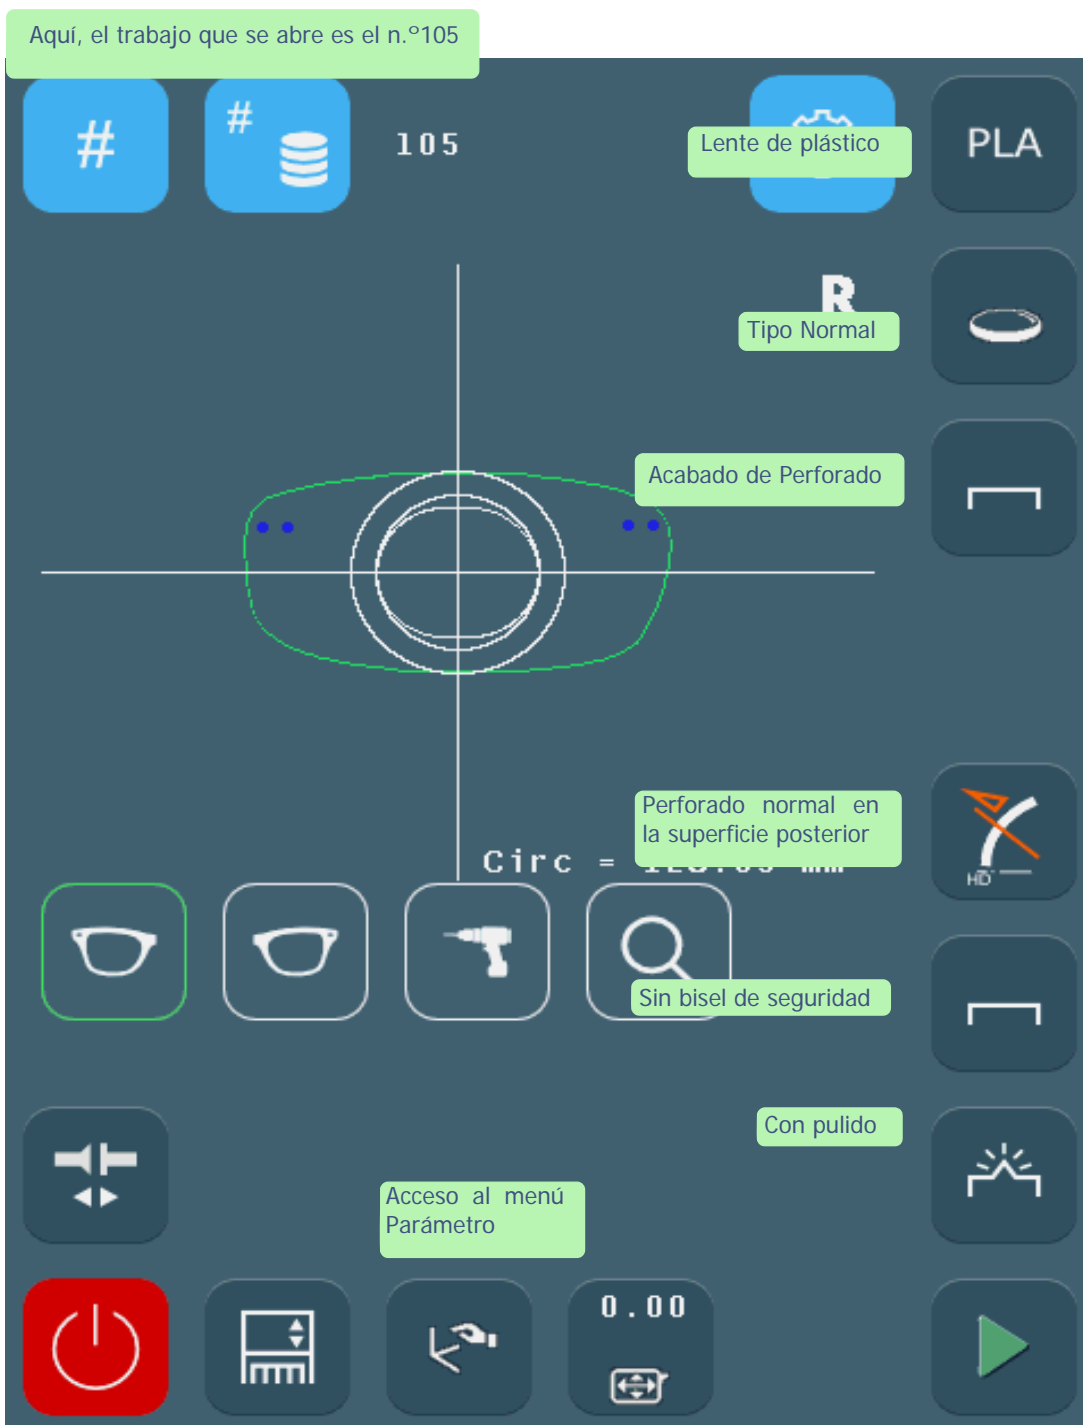 Aquí, el trabajo que se abre es el n.º105
#
#
105
Lente de plástico
PLA
R
Tipo Normal
Acabado de Perforado
Perforado normal en
la superficie posterior
HD
Circ =
mm
Sin bisel de seguridad
Con pulido
Acceso al menú
Parámetro
0.00